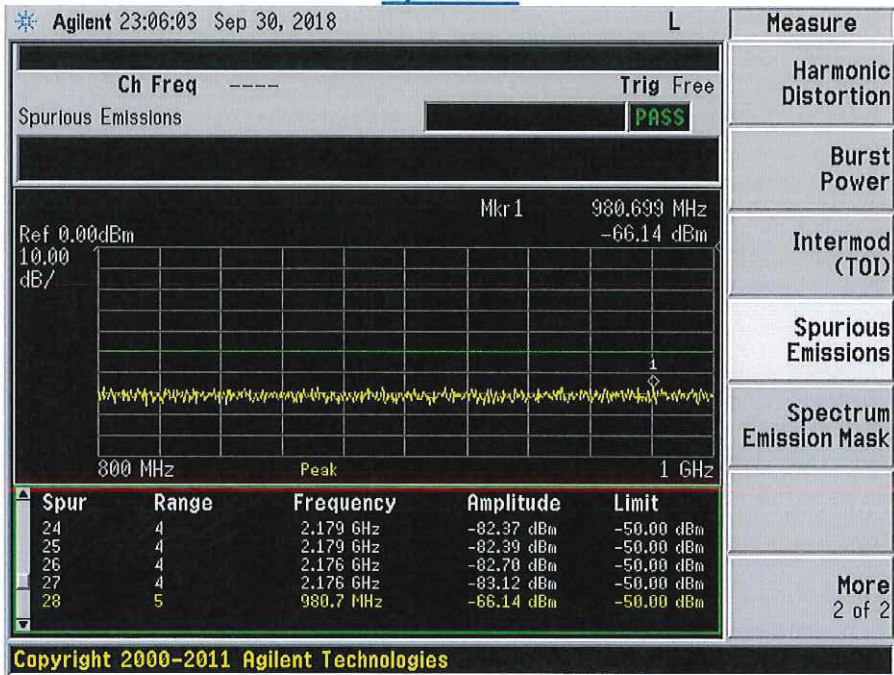 Agilent 23:06:03 Sep 30, 2018 L
Measure
Ch Freq ---- Trig Free
Spurious Emissions PASS
Mkr1 980.699 MHz
Ref 0.00dBm -66.14 dBm
10.00
dB/
1
800 MHz Peak 1 GHz
Spur Range Frequency Amplitude Limit
24 4 2.179 GHz -82.37 dBm -50.00 dBm
25 4 2.179 GHz -82.39 dBm -50.00 dBm
26 4 2.176 GHz -82.70 dBm -50.00 dBm
27 4 2.176 GHz -83.12 dBm -50.00 dBm
28 5 980.7 MHz -66.14 dBm -50.00 dBm
Harmonic
Distortion
Burst
Power
Intermod
(TOI)
Spurious
Emissions
Spectrum
Emission Mask
More
2 of 2
Copyright 2000-2011 Agilent Technologies